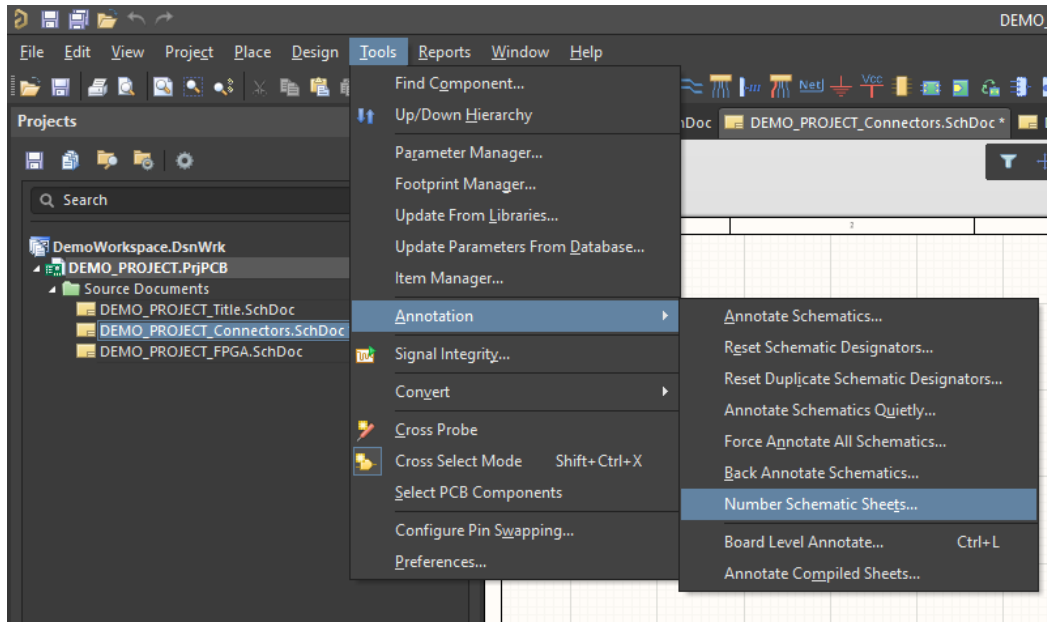 DEMO_
File Edit View Project Place Design Tools Reports Window Help
Net
Vcc
Projects
hDoc
DEMO_PROJECT_Connectors.SchDoc *
Search
2
DemoWorkspace.DsnWrk
DEMO_PROJECT.PrjPCB
Source Documents
DEMO_PROJECT_Title.SchDoc
DEMO_PROJECT_Connectors.SchDoc
DEMO_PROJECT_FPGA.SchDoc
Find Component...
Up/Down Hierarchy
Parameter Manager...
Footprint Manager...
Update From Libraries...
Update Parameters From Database...
Item Manager...
Annotation
Signal Integrity...
Convert
Cross Probe
Cross Select Mode Shift+Ctrl+X
Select PCB Components
Configure Pin Swapping...
Preferences...
Annotate Schematics...
Reset Schematic Designators...
Reset Duplicate Schematic Designators...
Annotate Schematics Quietly...
Force Annotate All Schematics...
Back Annotate Schematics...
Number Schematic Sheets...
Board Level Annotate... Ctrl+L
Annotate Compiled Sheets...